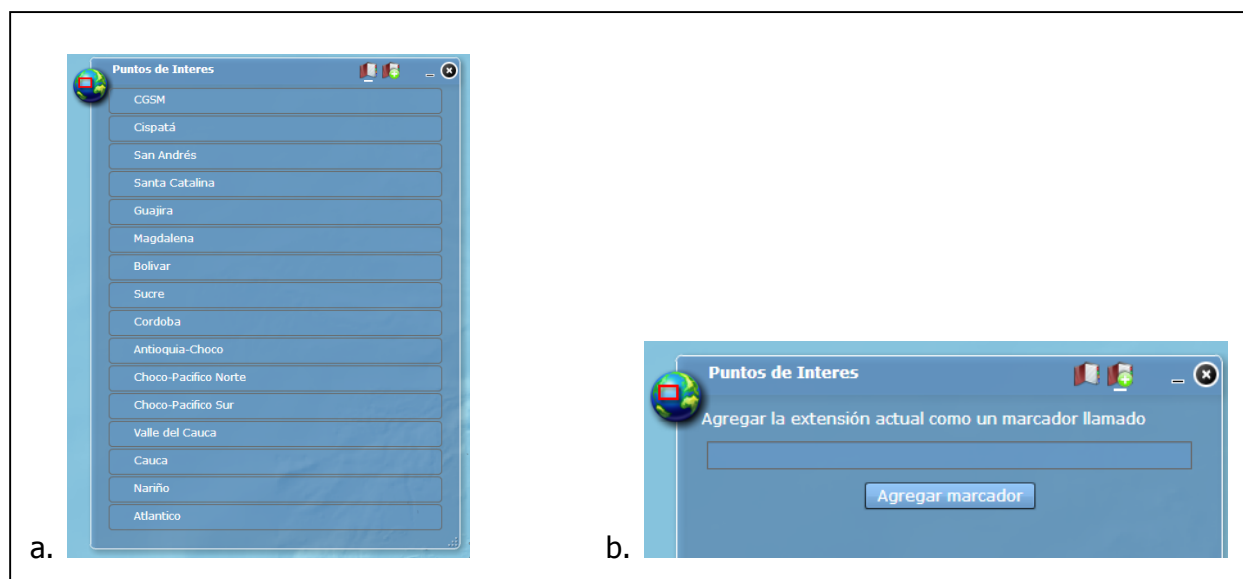 Puntos de Interes
CGSM
Cispatá
San Andrés
Santa Catalina
Guajira
Magdalena
Bolivar
Sucre
Cordoba
Antioquia-Choco
Choco-Pacifico Norte
Choco-Pacifico Sur
Valle del Cauca
Cauca
Nariño
Atlantico
a.
Puntos de Interes
Agregar la extensión actual como un marcador llamado
Agregar marcador
b.